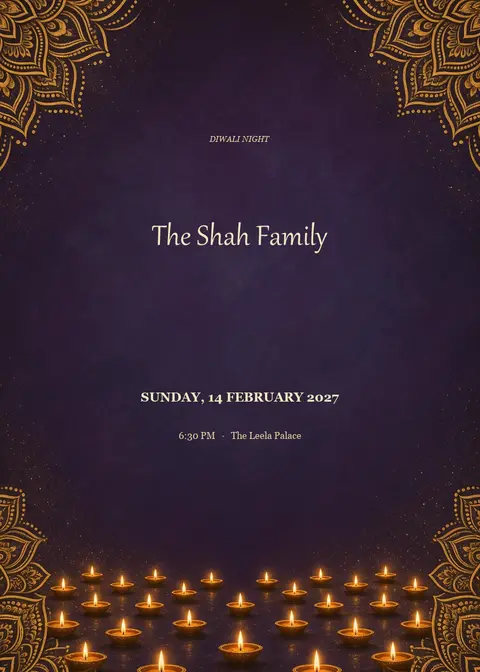 DIWALI NIGHT
The Shah Family
SUNDAY, 14 FEBRUARY 2027
6:30 PM · The Leela Palace